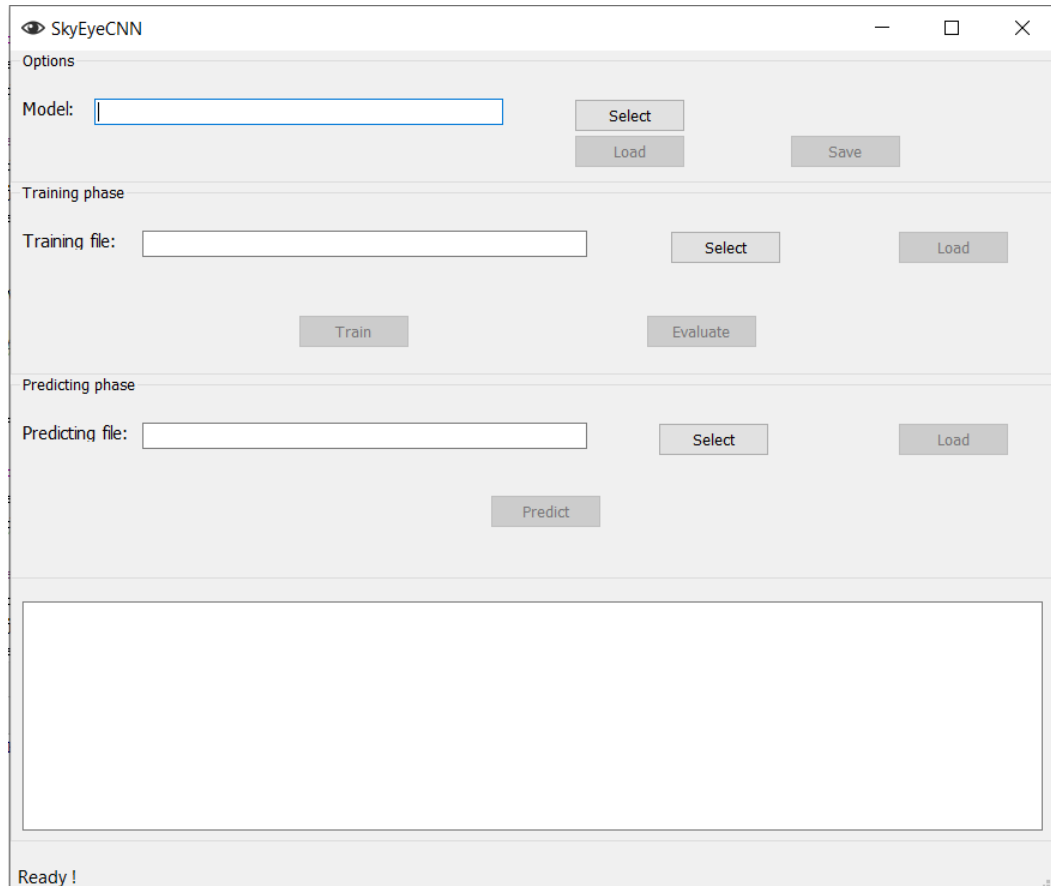 SkyEyeCNN
Options
Model:
Select
Load
Save
Training phase
Training file:
Select
Load
Train
Evaluate
Predicting phase
Predicting file:
Select
Load
Predict
Ready !